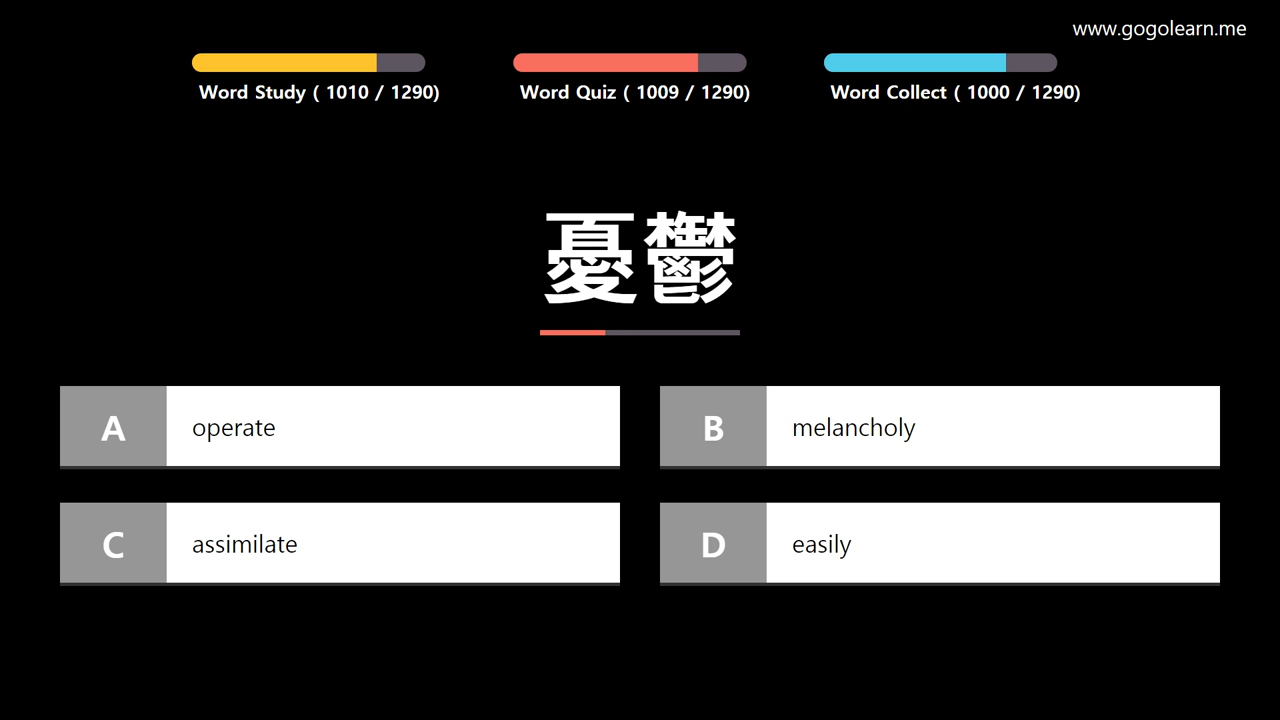 www.gogolearn.me
Word Study ( 1010 / 1290)
Word Quiz ( 1009 / 1290)
Word Collect ( 1000 / 1290)
憂鬱
A operate
B melancholy
C assimilate
D easily